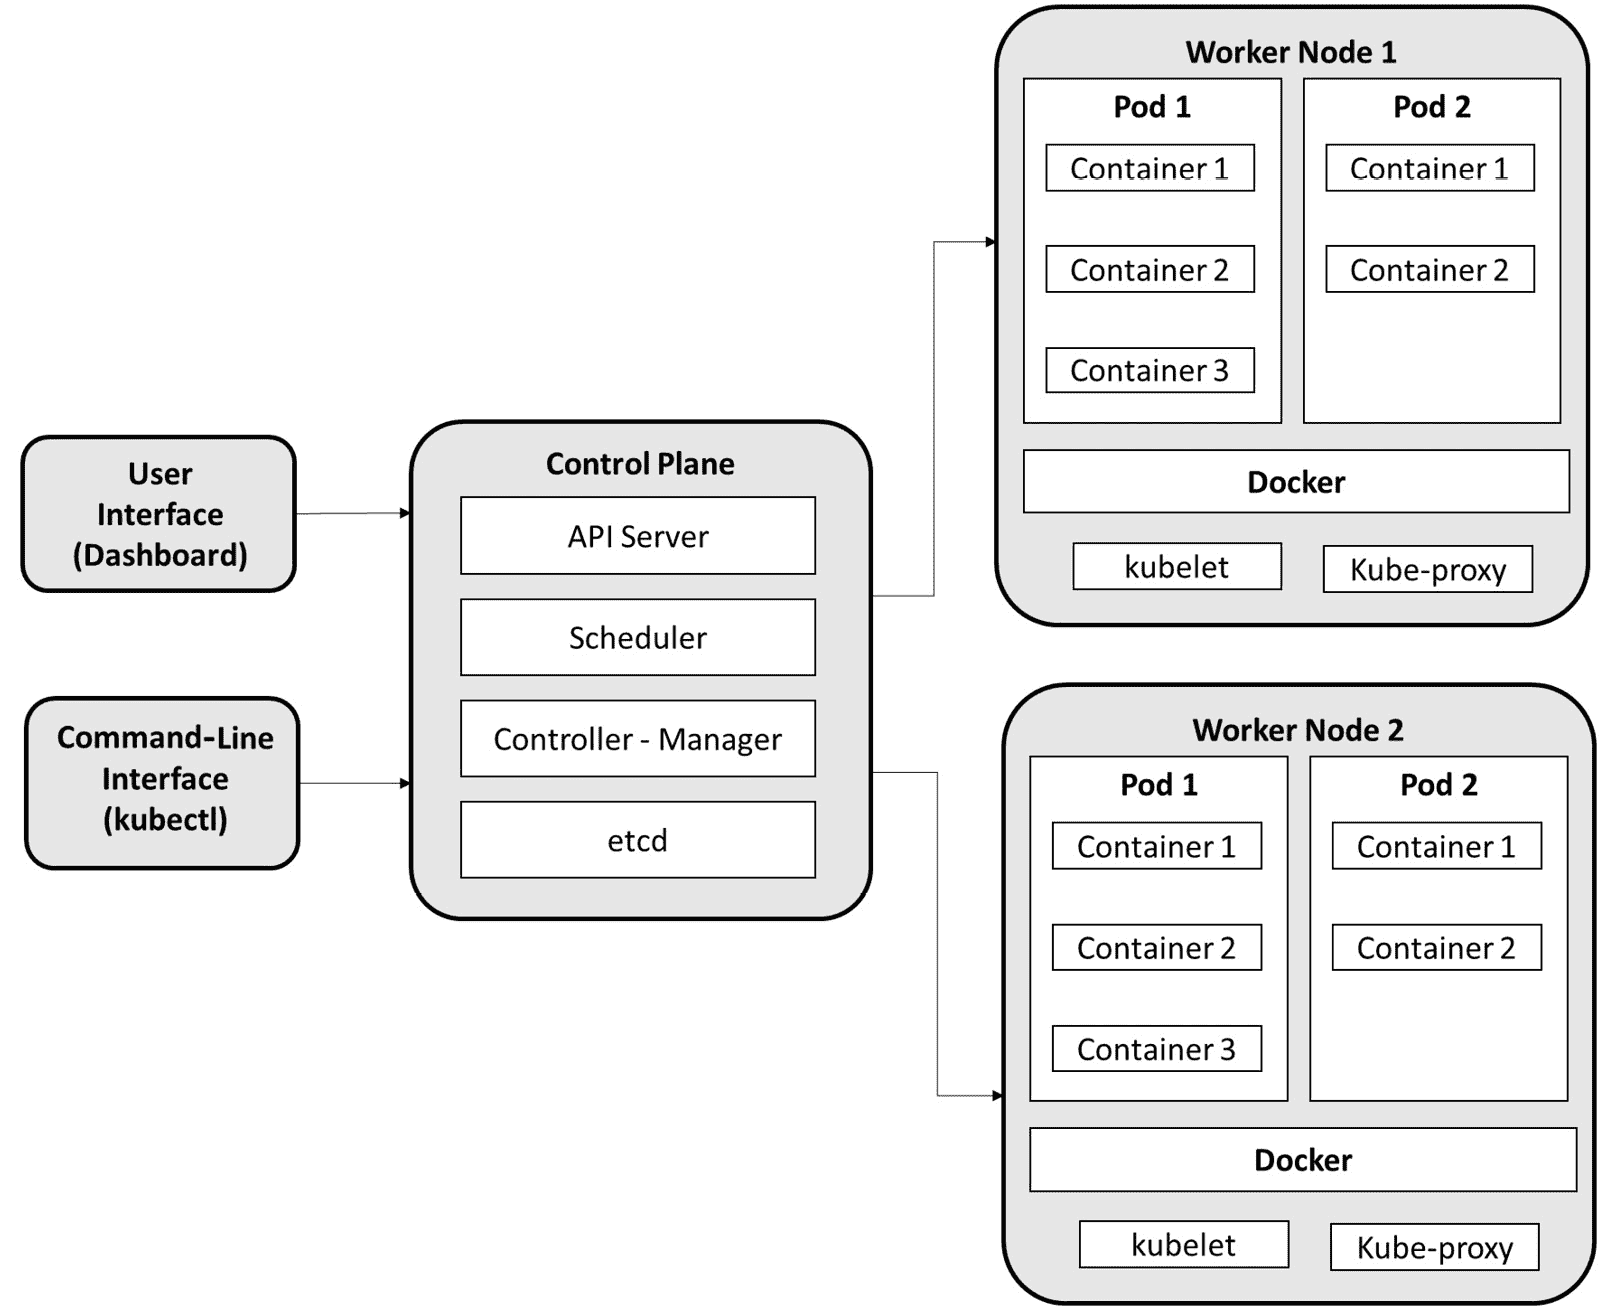 User
Interface
(Dashboard)
Command-Line
Interface
(kubectl)
Control Plane
API Server
Scheduler
Controller - Manager
etcd
Worker Node 1
Pod 1
Container 1
Container 2
Container 3
Pod 2
Container 1
Container 2
Docker
kubelet
Kube-proxy
Worker Node 2
Pod 1
Container 1
Container 2
Container 3
Pod 2
Container 1
Container 2
Docker
kubelet
Kube-proxy